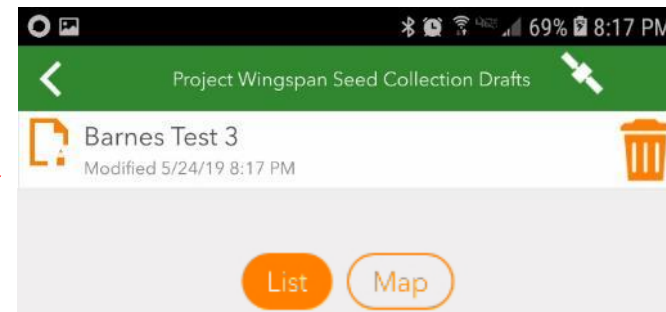 69% 8:17 PM
Project Wingspan Seed Collection Drafts
Barnes Test 3
Modified 5/24/19 8:17 PM
List Map